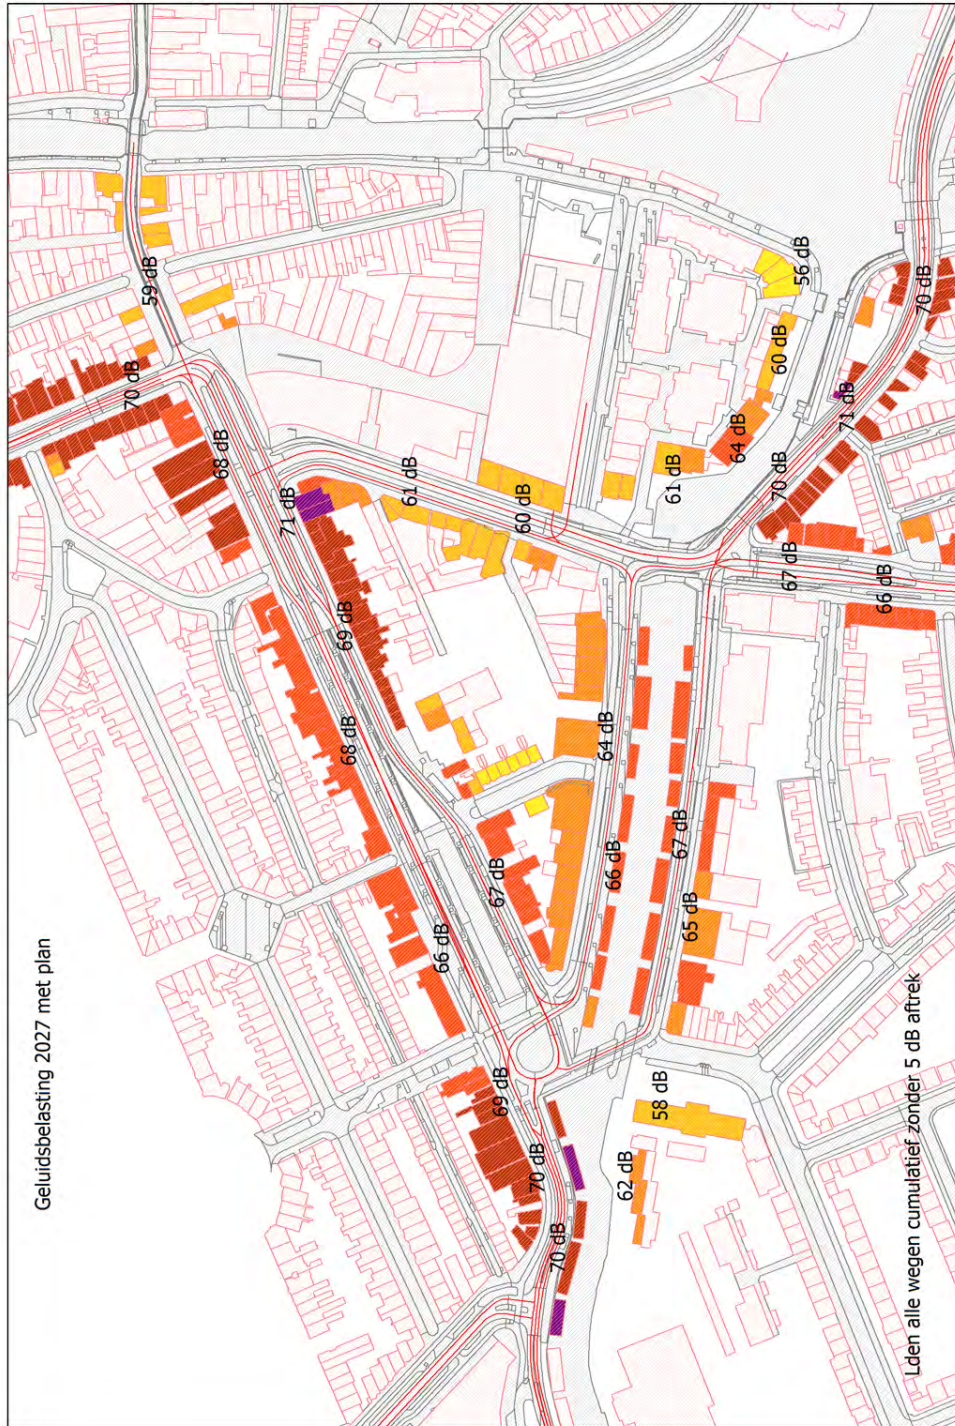 Geluidsbelasting 2027 met plan
70 dB
59 dB
68 dB
71 dB
69 dB
68 dB
61 dB
66 dB
67 dB
69 dB
60 dB
70 dB
70 dB
64 dB
66 dB
62 dB
58 dB
61 dB
67 dB
65 dB
64 dB
70 dB
60 dB
67 dB
56 dB
71 dB
66 dB
70 dB
Lden alle wegen cumulatief zonder 5 dB aftrek